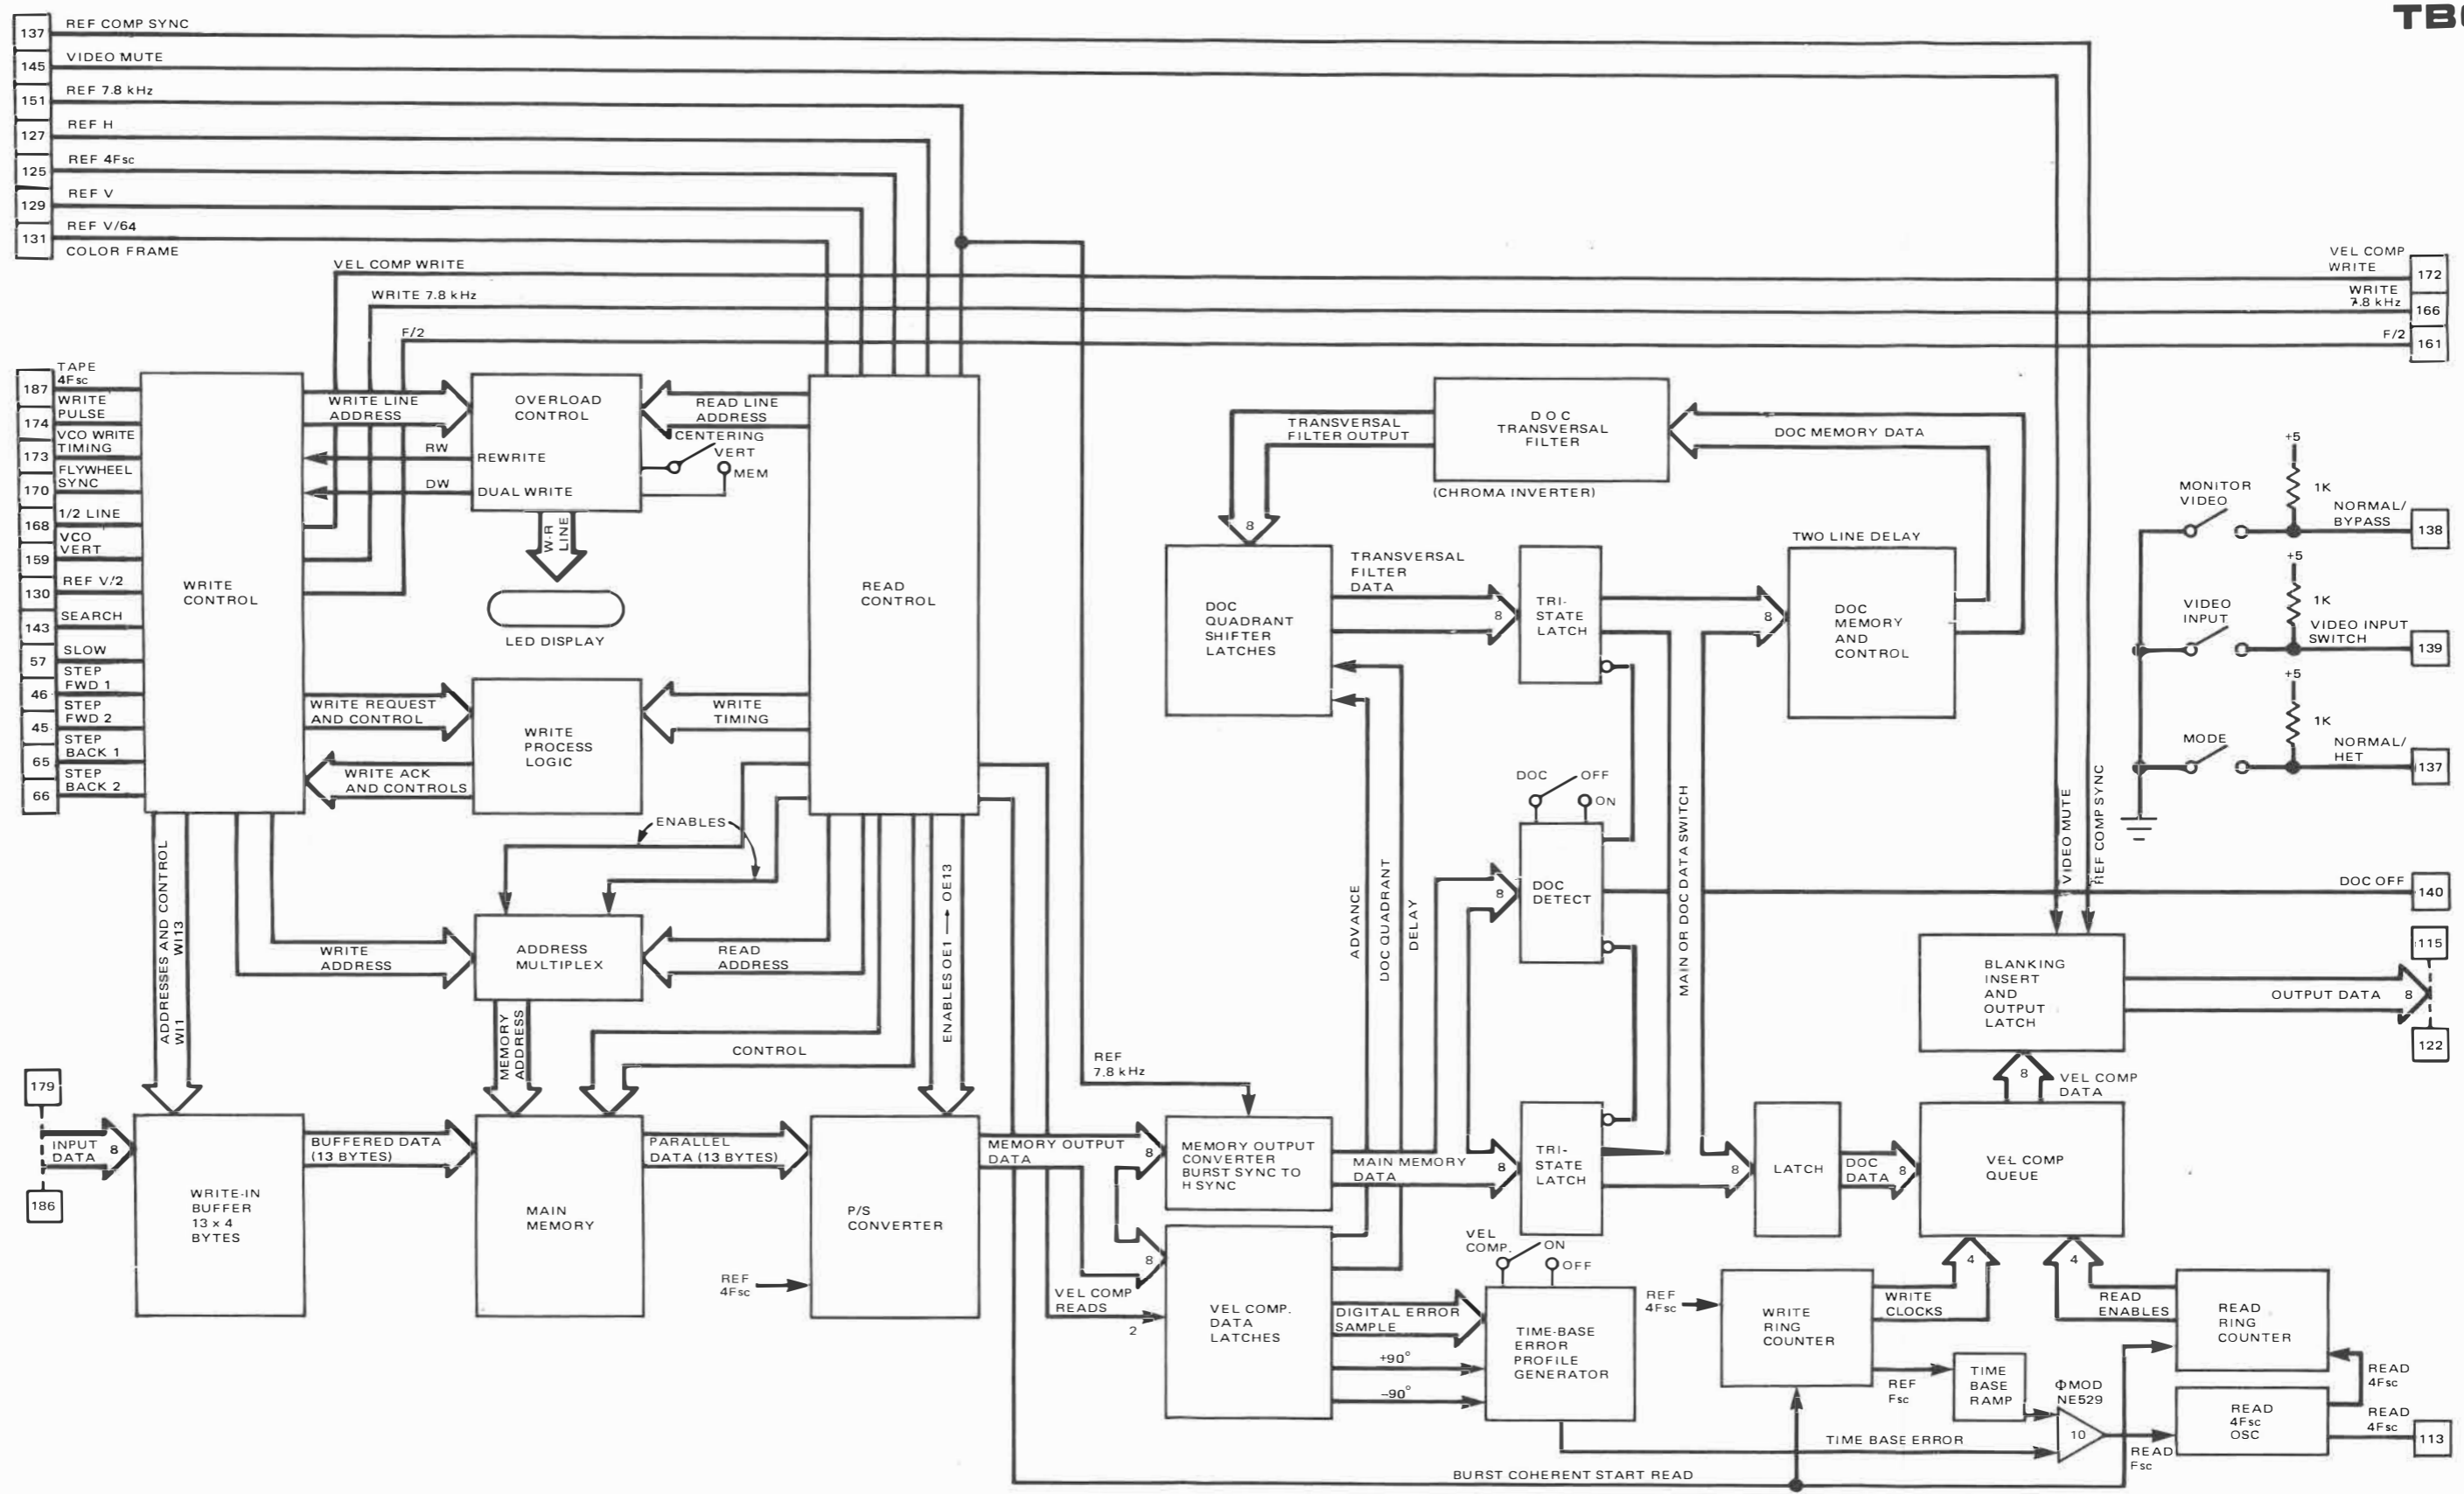 TB
137 REF COMP SYNC
145 VIDEO MUTE
151 REF 7.8 kHz
127 REF H
125 REF 4Fsc
129 REF V
131 REF V/64
COLOR FRAME
VEL COMP WRITE
WRITE 7.8 kHz
F/2
VEL COMP
WRITE
172
WRITE
7.8 kHz
166
F/2
161
187 TAPE
4Fsc
174 WRITE
PULSE
173 VCO WRITE
TIMING
170 FLYWHEEL
SYNC
168 1/2 LINE
159 VCO
VERT
130 REF V/2
143 SEARCH
57 SLOW
46 STEP
FWD 1
45 STEP
FWD 2
65 STEP
BACK 1
66 STEP
BACK 2
WRITE
CONTROL
WRITE LINE
ADDRESS
RW
DW
OVERLOAD
CONTROL
REWRITE
DUAL WRITE
READ LINE
ADDRESS
CENTERING
VERT
MEM
W-R
LINE
LED DISPLAY
READ
CONTROL
WRITE REQUEST
AND CONTROL
WRITE ACK
AND CONTROLS
WRITE
PROCESS
LOGIC
WRITE
TIMING
ENABLES
ADDRESSES AND CONTROL
WI1 WI13
WRITE
ADDRESS
ADDRESS
MULTIPLEX
READ
ADDRESS
MEMORY
ADDRESS
CONTROL
ENABLES OE1 OE13
179
INPUT
DATA
8
186
WRITE-IN
BUFFER
13 x 4
BYTES
BUFFERED DATA
(13 BYTES)
MAIN
MEMORY
PARALLEL
DATA (13 BYTES)
P/S
CONVERTER
REF
4Fsc
MEMORY OUTPUT
DATA
8
8
VEL COMP
READS
2
REF
7.8 kHz
MEMORY OUTPUT
CONVERTER
BURST SYNC TO
H SYNC
MAIN MEMORY
DATA
8
VEL COMP.
DATA
LATCHES
DIGITAL ERROR
SAMPLE
+90°
-90°
VEL
COMP.
ON
OFF
TIME-BASE
ERROR
PROFILE
GENERATOR
ADVANCE
DOC QUADRANT
DELAY
DOC
TRANSVERSAL
FILTER
(CHROMA INVERTER)
TRANSVERSAL
FILTER OUTPUT
DOC MEMORY DATA
8
DOC
QUADRANT
SHIFTER
LATCHES
TRANSVERSAL
FILTER
DATA
8
TRI-
STATE
LATCH
TWO LINE DELAY
8
DOC
MEMORY
AND
CONTROL
DOC
OFF
ON
8
DOC
DETECT
MAIN OR DOC DATA SWITCH
TRI-
STATE
LATCH
8
LATCH
DOC
DATA
8
VEL COMP
QUEUE
8
VEL COMP
DATA
BLANKING
INSERT
AND
OUTPUT
LATCH
VIDEO MUTE
REF COMP SYNC
OUTPUT DATA
8
115
122
DOC OFF
140
MONITOR
VIDEO
+5
1K
NORMAL/
BYPASS
138
VIDEO
INPUT
+5
1K
VIDEO INPUT
SWITCH
139
MODE
+5
1K
NORMAL/
HET
137
REF
4Fsc
WRITE
RING
COUNTER
WRITE
CLOCKS
4
4
READ
ENABLES
READ
RING
COUNTER
REF
Fsc
TIME
BASE
RAMP
ΦMOD
NE529
10
READ
Fsc
READ
4Fsc
OSC
READ
4Fsc
READ
4Fsc
113
TIME BASE ERROR
BURST COHERENT START READ